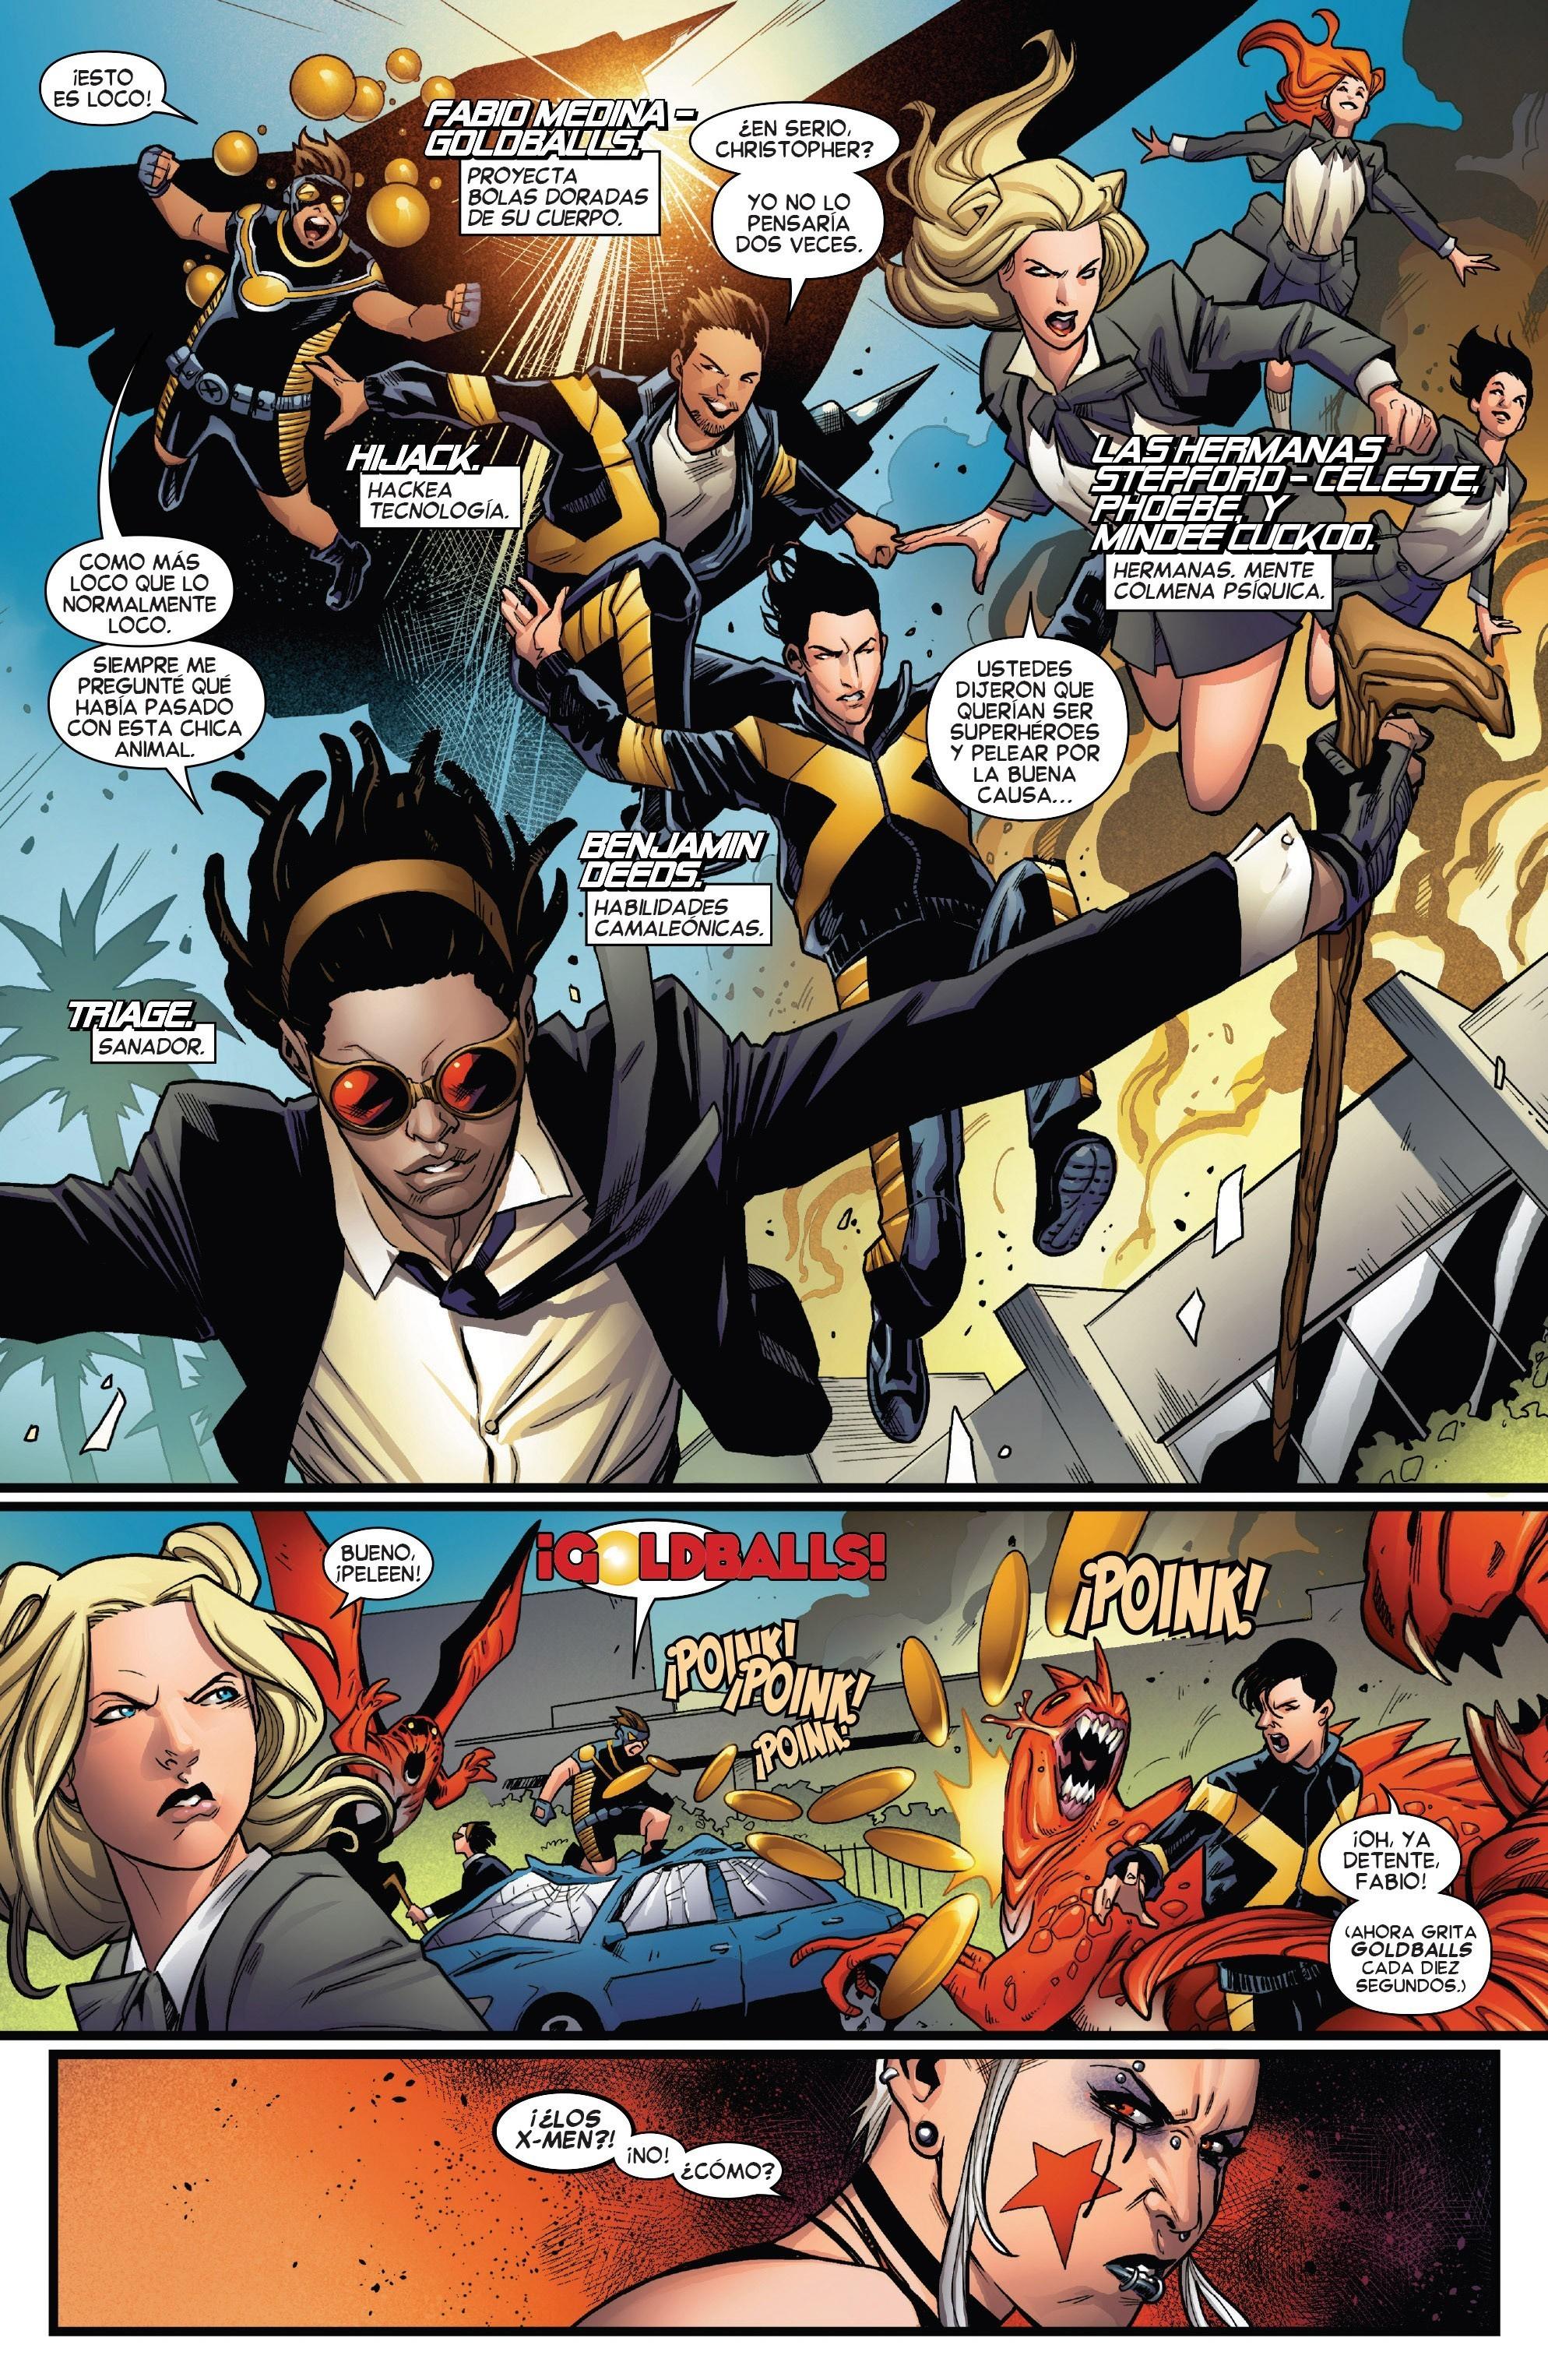 ¡ESTO
ES LOCO!
FABIO MEDINA –
GOLDBALLS.
PROYECTA
BOLAS DORADAS
DE SU CUERPO.
¿EN SERIO,
CHRISTOPHER?
YO NO LO
PENSARÍA
DOS VECES.
HIJACK.
HACKEA
TECNOLOGÍA.
LAS HERMANAS
STEPFORD – CELESTE,
PHOEBE, Y
MINDEE CUCKOO.
HERMANAS. MENTE
COLMENA PSÍQUICA.
COMO MÁS
LOCO QUE LO
NORMALMENTE
LOCO.
SIEMPRE ME
PREGUNTÉ QUÉ
HABÍA PASADO
CON ESTA CHICA
ANIMAL.
USTEDES
DIJERON QUE
QUERÍAN SER
SUPERHÉROES
Y PELEAR POR
LA BUENA
CAUSA...
BENJAMIN
DEEDS.
HABILIDADES
CAMALEÓNICAS.
TRIAGE.
SANADOR.
BUENO,
¡PELEEN!
¡GOLDBALLS!
¡POINK!
¡POINK!
¡POINK!
¡POINK!
¡OH, YA
DETENTE,
FABIO!
(AHORA GRITA
GOLDBALLS
CADA DIEZ
SEGUNDOS.)
¡¿LOS
X-MEN?!
¡NO!
¿CÓMO?